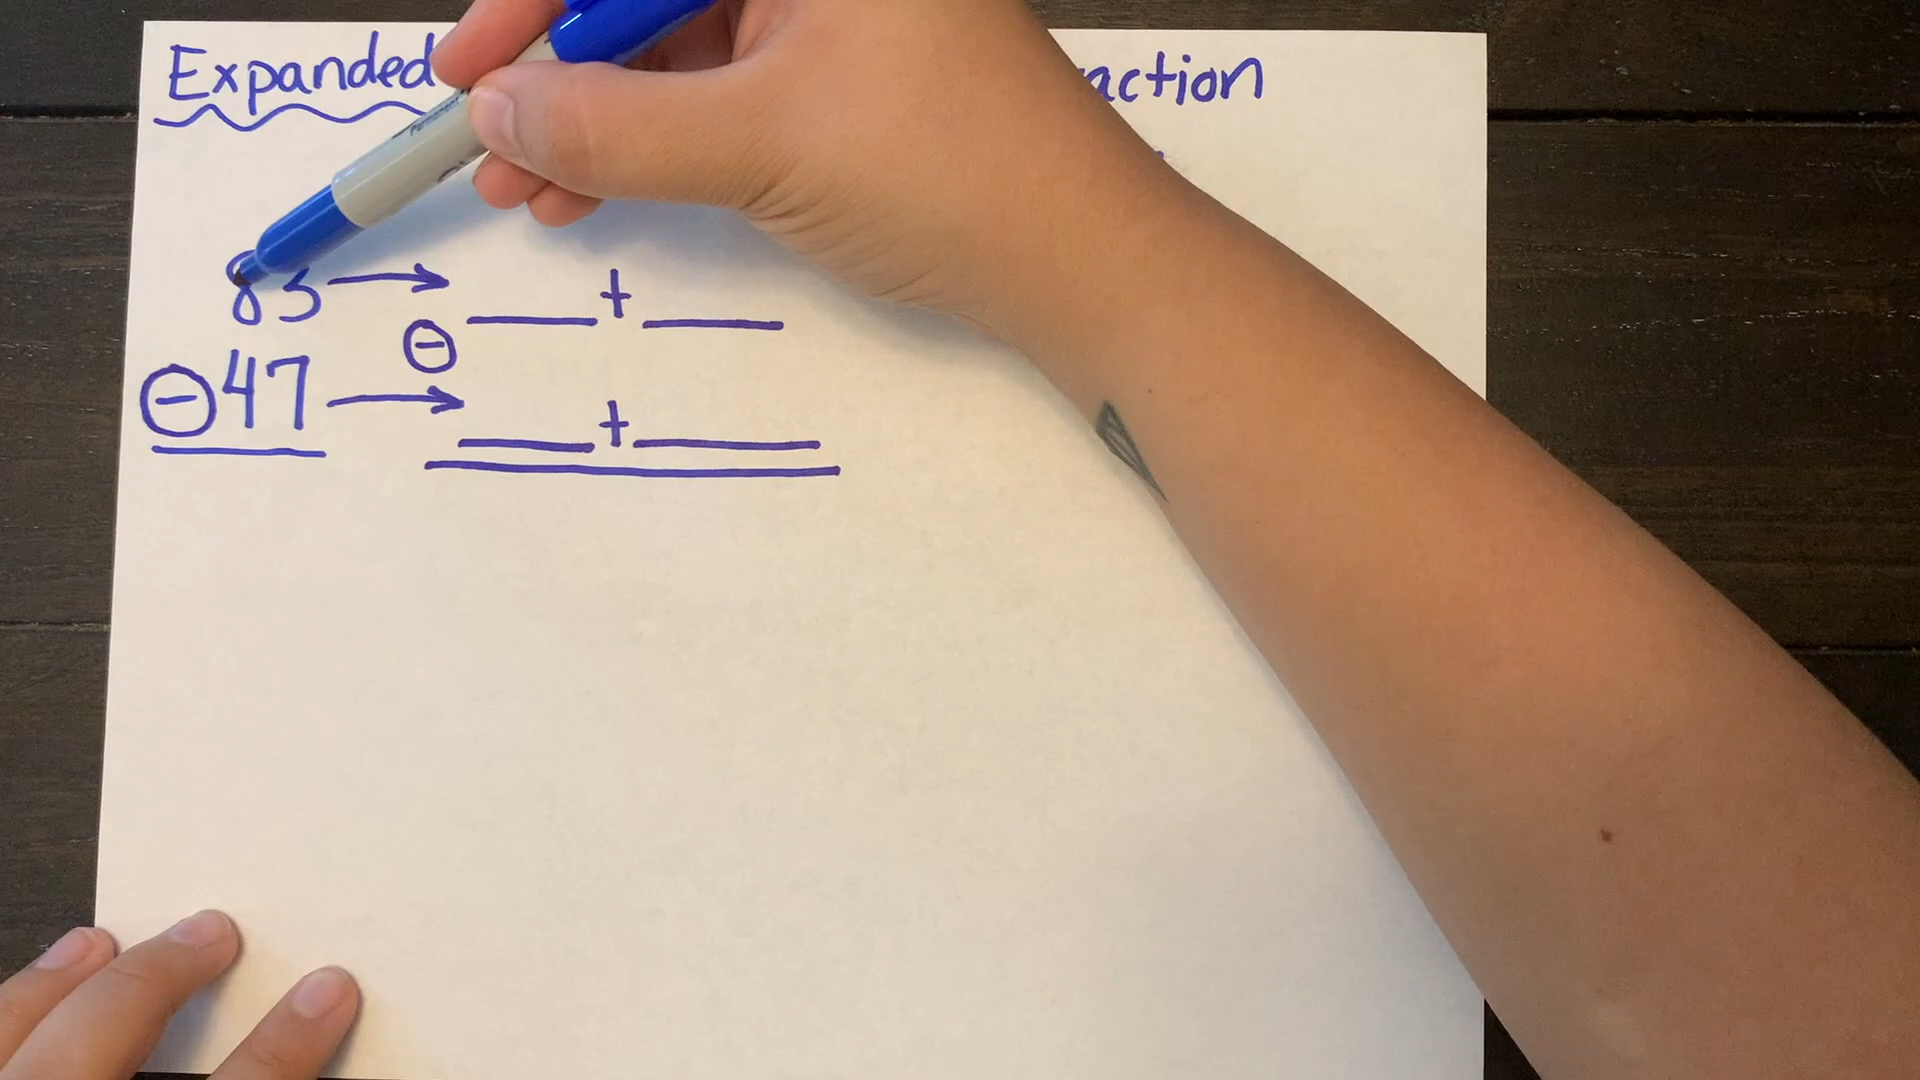 Expanded action
83 → ___ + ___
⊖
⊖47 → ___ + ___